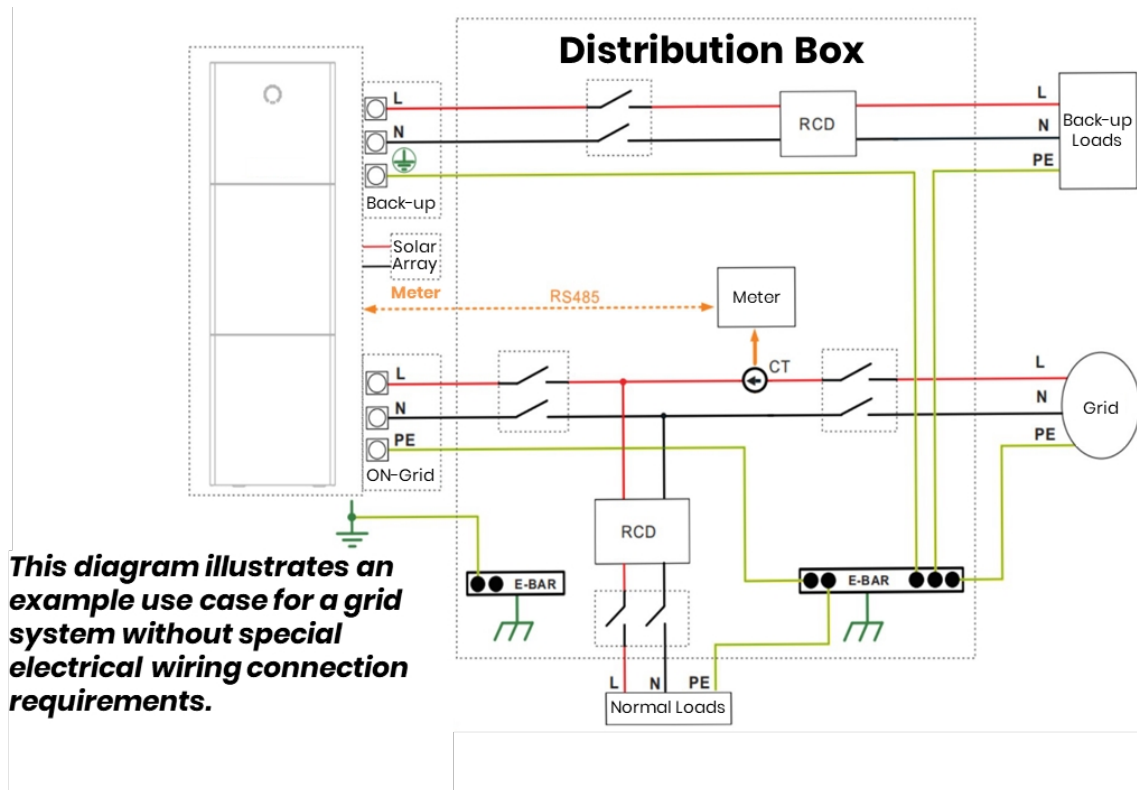 Distribution Box
L
N
Back-up
RCD
L
N
PE
Back-up
Loads
Solar
Array
Meter
RS485
Meter
CT
L
N
PE
ON-Grid
L
N
PE
Grid
RCD
E-BAR
E-BAR
L N PE
Normal Loads
This diagram illustrates an
example use case for a grid
system without special
electrical wiring connection
requirements.